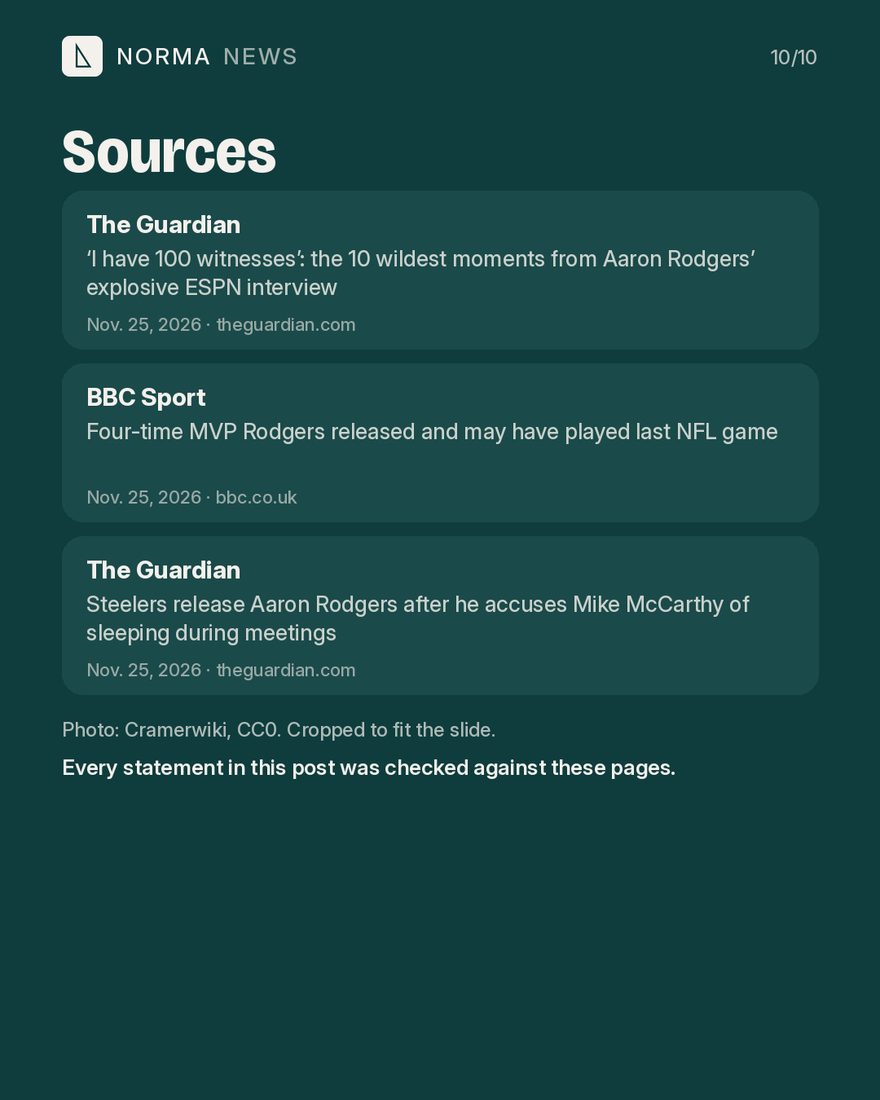 NORMA NEWS
10/10
Sources
The Guardian
‘I have 100 witnesses’: the 10 wildest moments from Aaron Rodgers’
explosive ESPN interview
Nov. 25, 2026 · theguardian.com
BBC Sport
Four-time MVP Rodgers released and may have played last NFL game
Nov. 25, 2026 · bbc.co.uk
The Guardian
Steelers release Aaron Rodgers after he accuses Mike McCarthy of
sleeping during meetings
Nov. 25, 2026 · theguardian.com
Photo: Cramerwiki, CC0. Cropped to fit the slide.
Every statement in this post was checked against these pages.